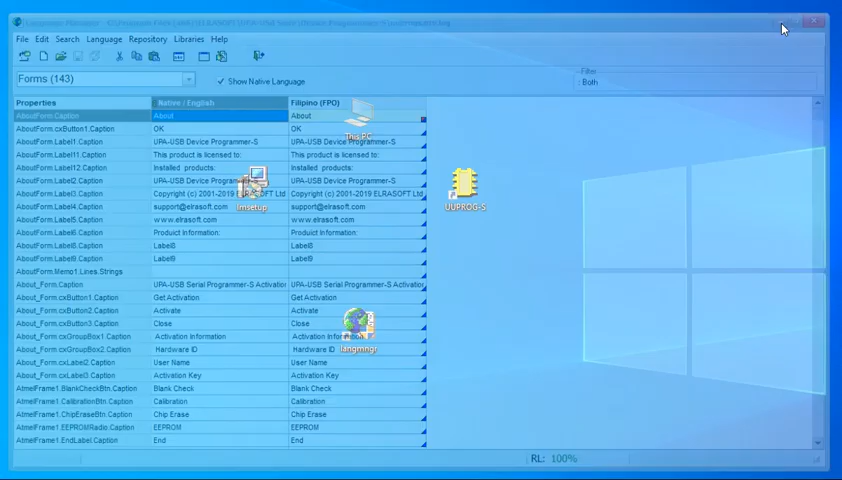 File Edit Search Language Repository Libraries Help
Forms (143)
Show Native Language
Filter
: Both
Properties Native / English Filipino (FPO)
AboutForm.Caption About About
AboutForm.cxButton1.Caption OK OK
AboutForm.Label1.Caption UPA-USB Device Programmer-S UPA-USB Device Programmer-S
AboutForm.Label11.Caption This product is licensed to: This product is licensed to:
AboutForm.Label12.Caption Installed products: Installed products:
AboutForm.Label2.Caption UPA-USB Device Programmer-S UPA-USB Device Programmer-S
AboutForm.Label3.Caption Copyright (c) 2001-2019 ELRASOFT Ltd Copyright (c) 2001-2019 ELRASOFT Ltd
AboutForm.Label4.Caption support@elrasoft.com support@elrasoft.com
AboutForm.Label5.Caption www.elrasoft.com www.elrasoft.com
AboutForm.Label6.Caption Product Information: Product Information:
AboutForm.Label8.Caption Label8 Label8
AboutForm.Label9.Caption Label9 Label9
AboutForm.Memo1.Lines.Strings
About_Form.Caption UPA-USB Serial Programmer-S Activation UPA-USB Serial Programmer-S Activation
About_Form.cxButton1.Caption Get Activation Get Activation
About_Form.cxButton2.Caption Activate Activate
About_Form.cxButton3.Caption Close Close
About_Form.cxGroupBox1.Caption Activation Information Activation Information
About_Form.cxGroupBox2.Caption Hardware ID Hardware ID
About_Form.cxLabel2.Caption User Name User Name
About_Form.cxLabel3.Caption Activation Key Activation Key
AtmelFrame1.BlankCheckBtn.Caption Blank Check Blank Check
AtmelFrame1.CalibrationBtn.Caption Calibration Calibration
AtmelFrame1.ChipEraseBtn.Caption Chip Erase Chip Erase
AtmelFrame1.EEPROMRadio.Caption EEPROM EEPROM
AtmelFrame1.EndLabel.Caption End End
RL: 100%
This PC
lmsetup
UUPROG-S